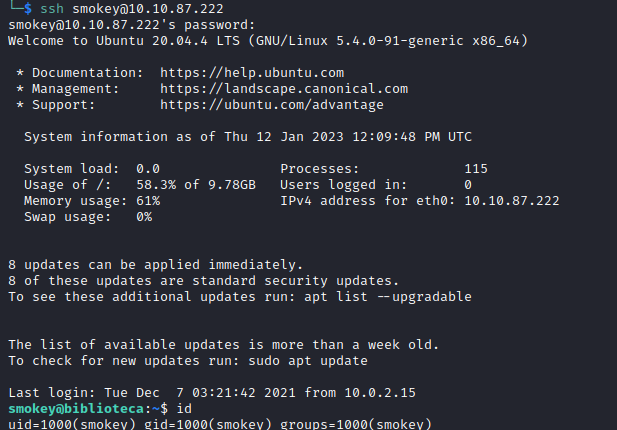 └─$ ssh smokey@10.10.87.222
smokey@10.10.87.222's password:
Welcome to Ubuntu 20.04.4 LTS (GNU/Linux 5.4.0-91-generic x86_64)
* Documentation:  https://help.ubuntu.com
* Management:     https://landscape.canonical.com
* Support:        https://ubuntu.com/advantage
System information as of Thu 12 Jan 2023 12:09:48 PM UTC
System load:  0.0               Processes:             115
Usage of /:   58.3% of 9.78GB   Users logged in:       0
Memory usage: 61%               IPv4 address for eth0: 10.10.87.222
Swap usage:   0%
8 updates can be applied immediately.
8 of these updates are standard security updates.
To see these additional updates run: apt list --upgradable
The list of available updates is more than a week old.
To check for new updates run: sudo apt update
Last login: Tue Dec  7 03:21:42 2021 from 10.0.2.15
smokey@biblioteca:~$ id
uid=1000(smokey) gid=1000(smokey) groups=1000(smokey)